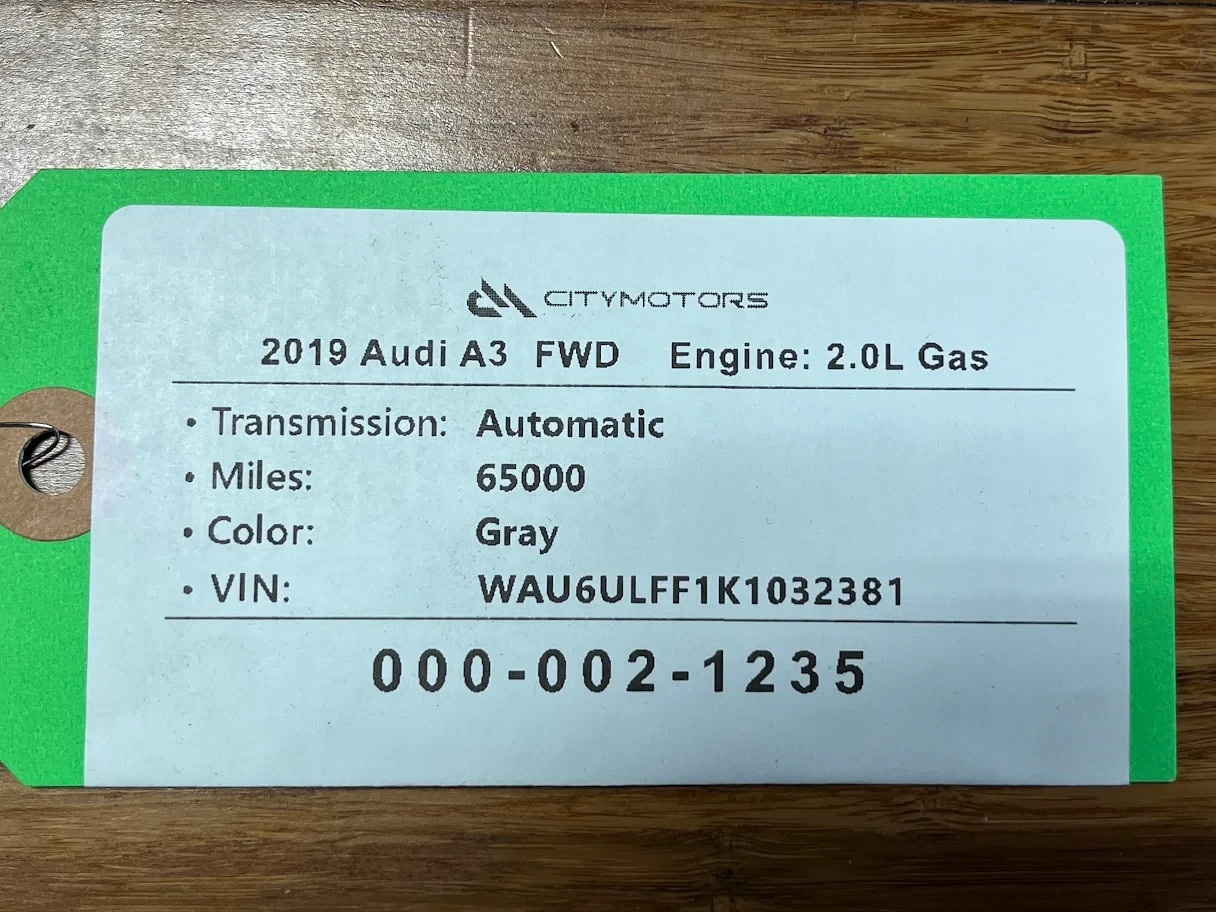 CITYMOTORS
2019 Audi A3 FWD Engine: 2.0L Gas
• Transmission: Automatic
• Miles: 65000
• Color: Gray
• VIN: WAU6ULFF1K1032381
000-002-1235